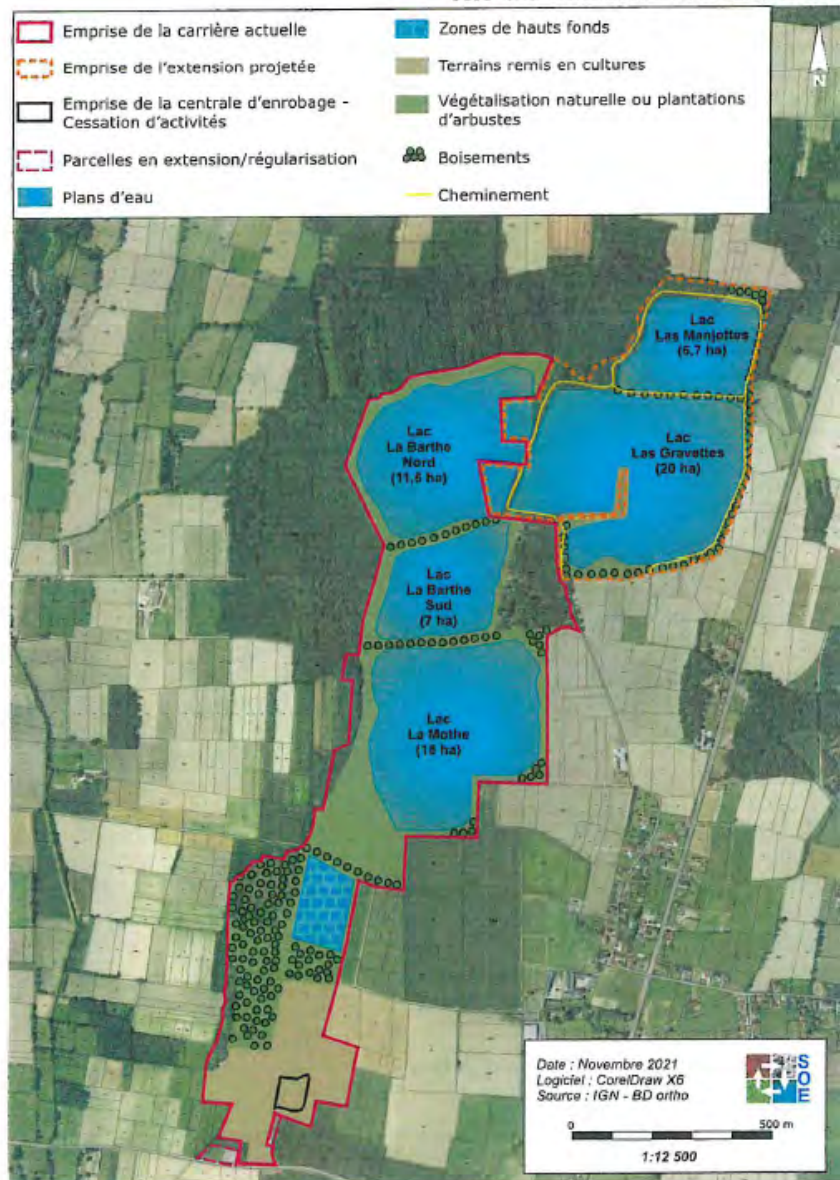 Emprise de la carrière actuelle
Emprise de l'extension projetée
Emprise de la centrale d'enrobage -
Cessation d'activités
Parcelles en extension/régularisation
Plans d'eau
Zones de hauts fonds
Terrains remis en cultures
Végétalisation naturelle ou plantations
d'arbustes
Boisements
Cheminement
N
Lac
Las Manjottes
(6,7 ha)
Lac
La Barthe
Nord
(11,6 ha)
Lac
Las Gravettes
(20 ha)
Lac
La Barthe
Sud
(7 ha)
Lac
La Mothe
(16 ha)
Date : Novembre 2021
Logiciel : CorelDraw X6
Source : IGN - BD ortho
SOE
0 500 m
1:12 500